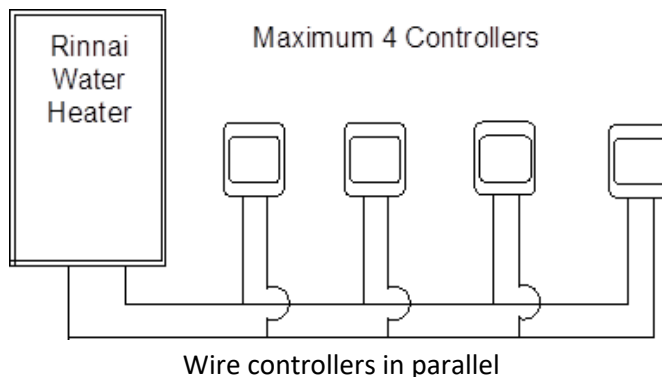 Rinnai
Water
Heater
Maximum 4 Controllers
Wire controllers in parallel